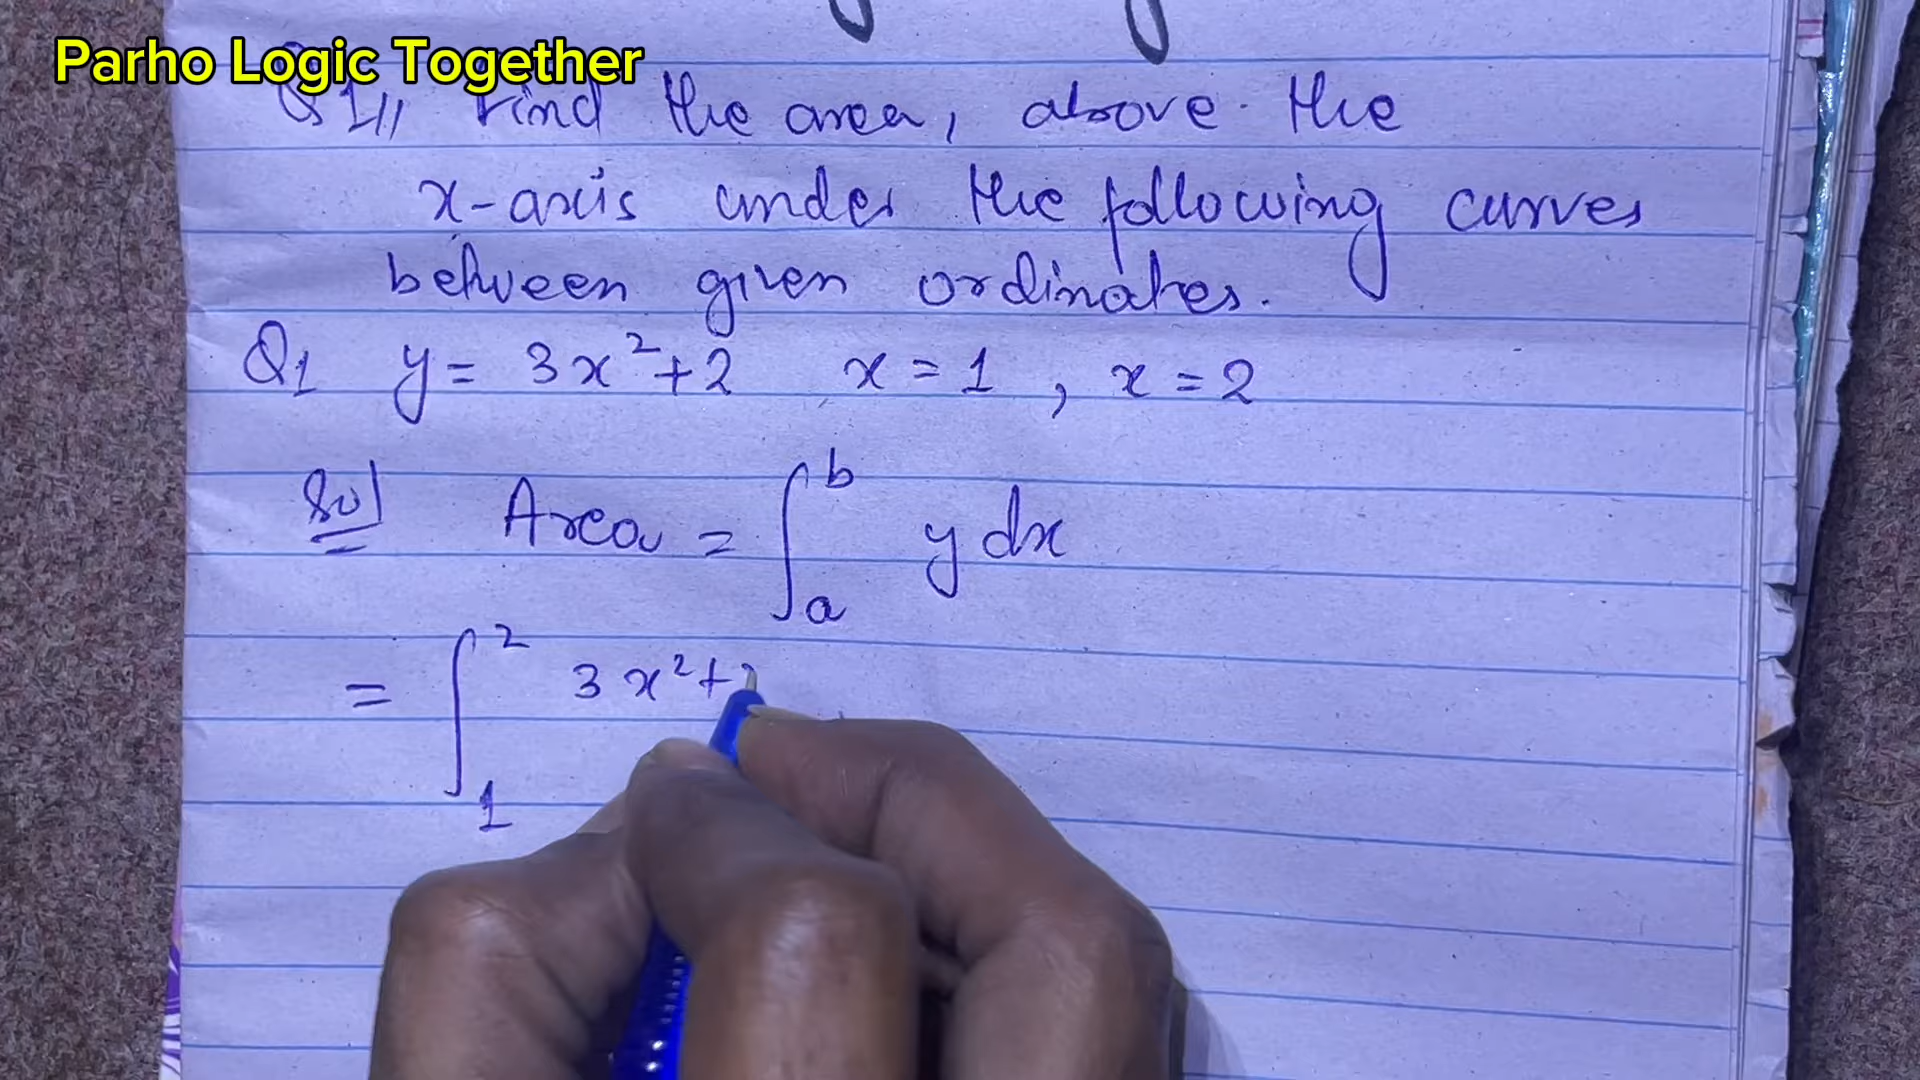 Parho Logic Together
Q 1// Find the area, above the
x-axis under the following curves
between given ordinates.
Q1 y = 3x²+2 x = 1 , x = 2
Sol Area = ∫ₐᵇ y dx
= ∫₁² 3x²+